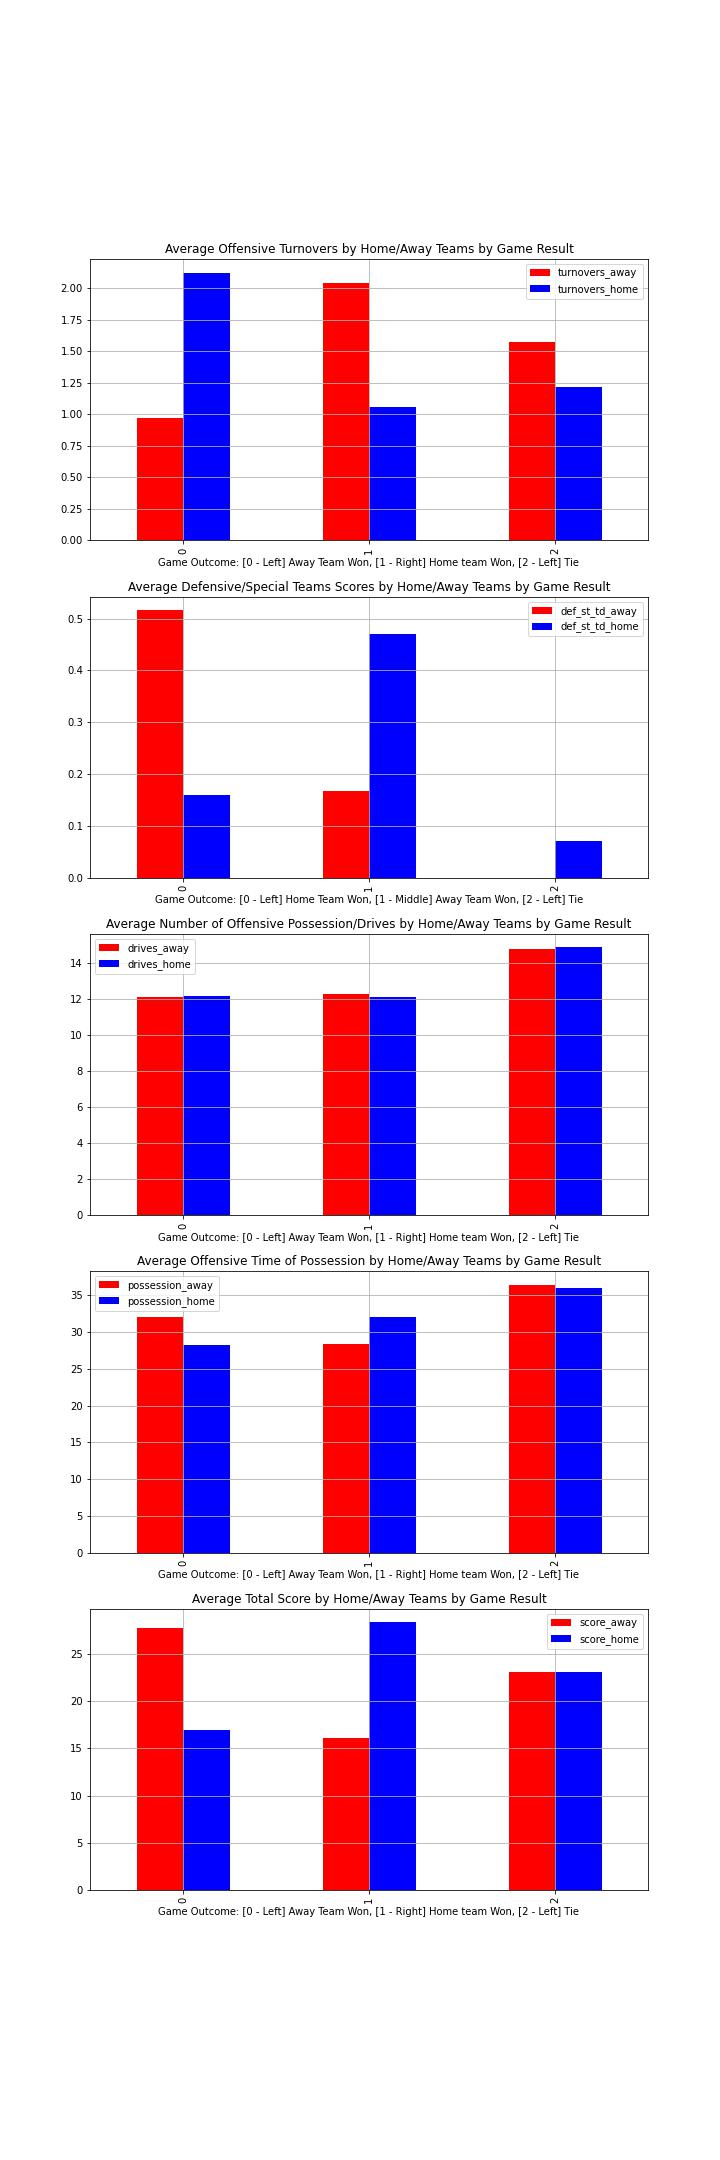 Average Offensive Turnovers by Home/Away Teams by Game Result
turnovers_away
turnovers_home
2.00
1.75
1.50
1.25
1.00
0.75
0.50
0.25
0.00
0
1
2
Game Outcome: [0 - Left] Away Team Won, [1 - Right] Home team Won, [2 - Left] Tie
Average Defensive/Special Teams Scores by Home/Away Teams by Game Result
def_st_td_away
def_st_td_home
0.5
0.4
0.3
0.2
0.1
0.0
0
1
2
Game Outcome: [0 - Left] Home Team Won, [1 - Middle] Away Team Won, [2 - Left] Tie
Average Number of Offensive Possession/Drives by Home/Away Teams by Game Result
drives_away
drives_home
14
12
10
8
6
4
2
0
0
1
2
Game Outcome: [0 - Left] Away Team Won, [1 - Right] Home team Won, [2 - Left] Tie
Average Offensive Time of Possession by Home/Away Teams by Game Result
possession_away
possession_home
35
30
25
20
15
10
5
0
0
1
2
Game Outcome: [0 - Left] Away Team Won, [1 - Right] Home team Won, [2 - Left] Tie
Average Total Score by Home/Away Teams by Game Result
score_away
score_home
25
20
15
10
5
0
0
1
2
Game Outcome: [0 - Left] Away Team Won, [1 - Right] Home team Won, [2 - Left] Tie